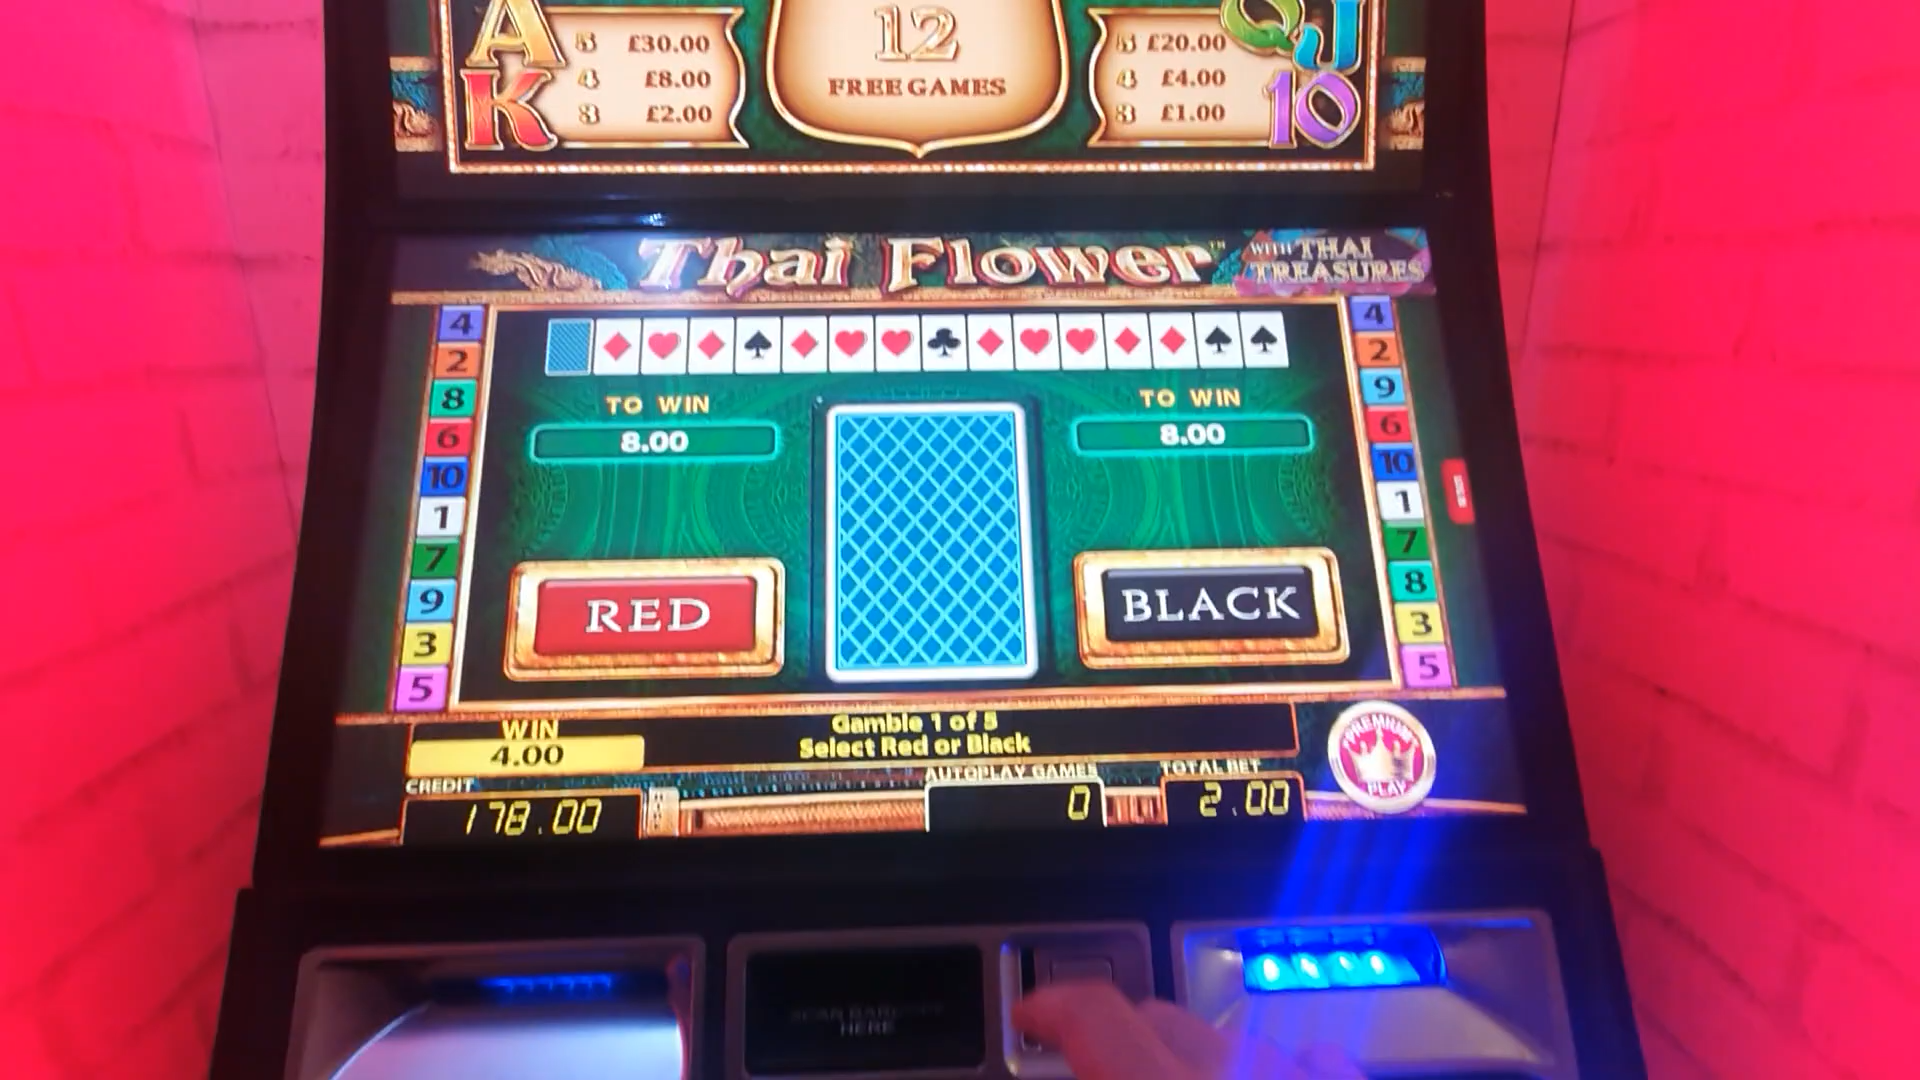 A
5 £30.00
K
4 £8.00
3 £2.00
12
FREE GAMES
5 £20.00
4 £4.00
3 £1.00
Q J
10
Thai Flower™
WITH THAI
TREASURES
4
2
8
6
10
1
7
9
3
5
TO WIN
8.00
RED
TO WIN
8.00
BLACK
4
2
9
6
10
1
7
8
3
5
WIN
4.00
Gamble 1 of 5
Select Red or Black
CREDIT
178.00
AUTOPLAY GAMES
0
TOTAL BET
2.00
PREMIUM
PLAY
SCAN BARCODE
HERE